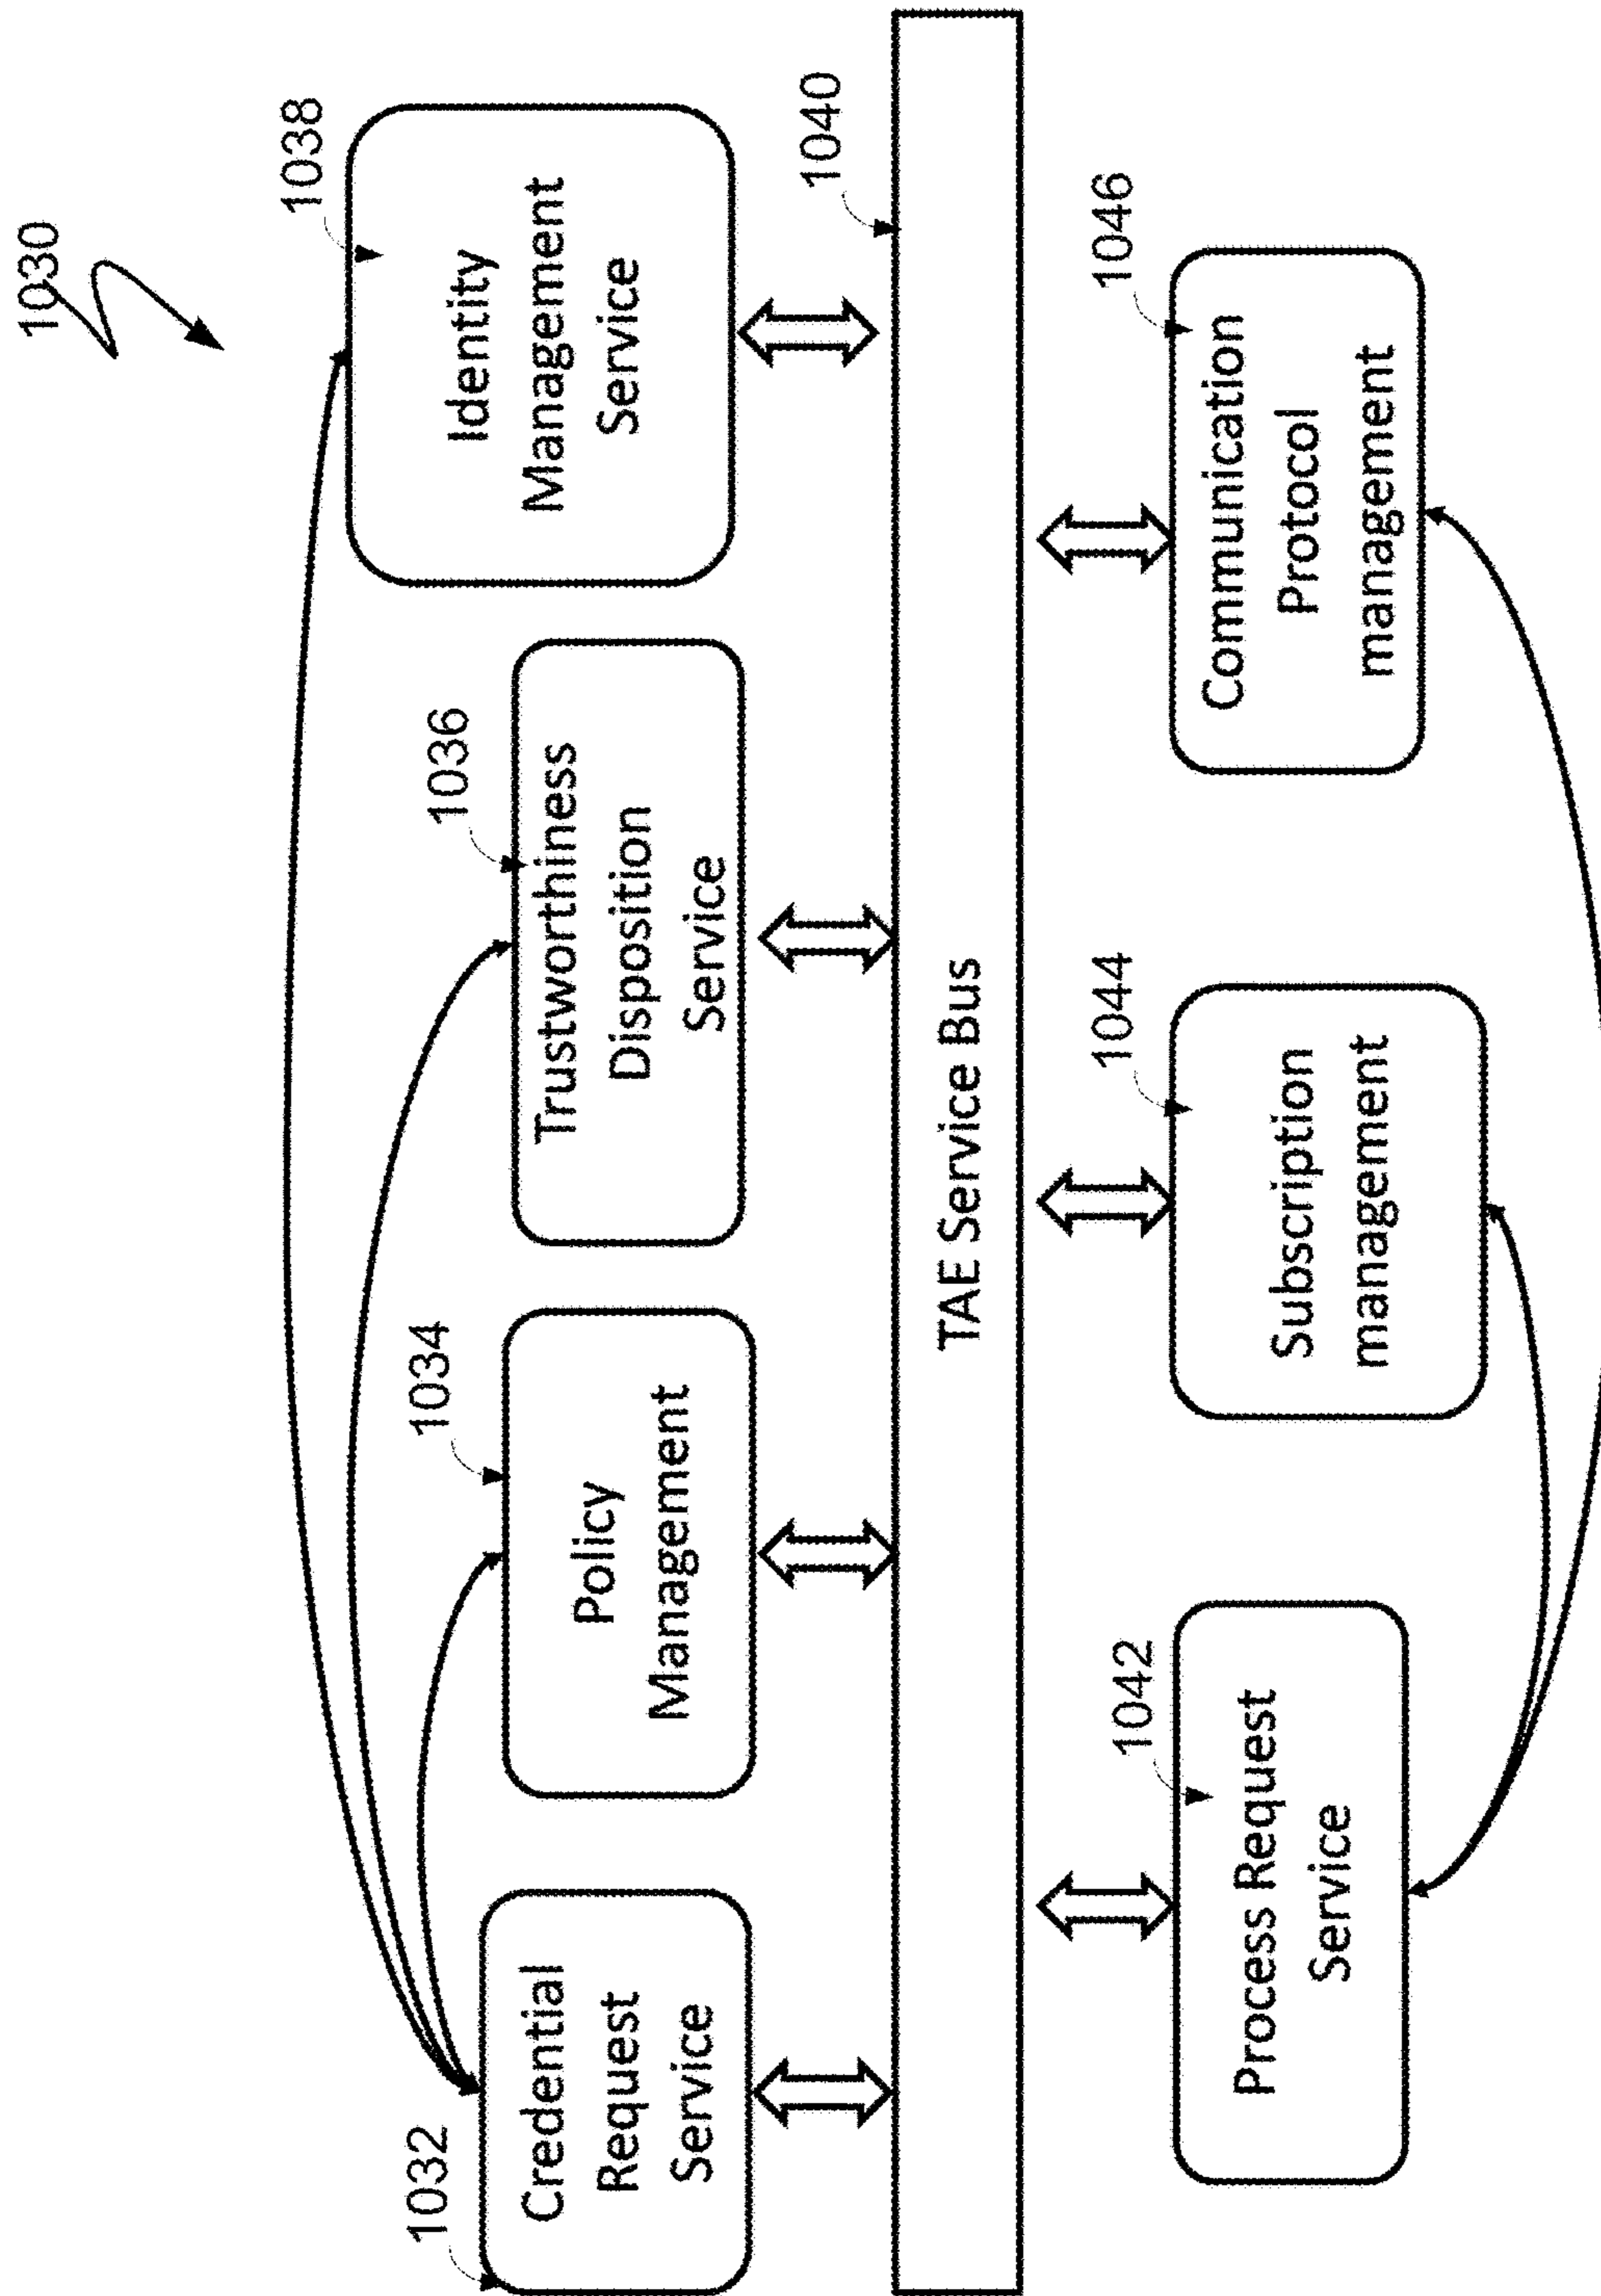 1030
1038
Identity
Management
Service
1036
Trustworthiness
Disposition
Service
1034
Policy
Management
1032
Credential
Request
Service
1040
TAE Service Bus
1042
Process Request
Service
1044
Subscription
management
1046
Communication
Protocol
management